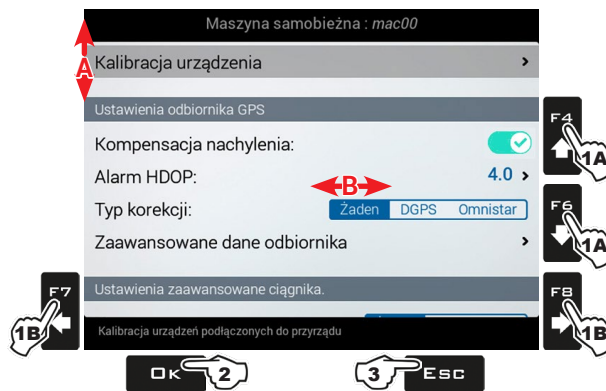 Maszyna samobieżna : mac00
A
Kalibracja urządzenia
Ustawienia odbiornika GPS
Kompensacja nachylenia:
Alarm HDOP: 4.0
B
Typ korekcji: Żaden DGPS Omnistar
Zaawansowane dane odbiornika
Ustawienia zaawansowane ciągnika.
Kalibracja urządzeń podłączonych do przyrządu
F4
1A
F6
1A
F7
1B
F8
1B
OK
2
3
ESC